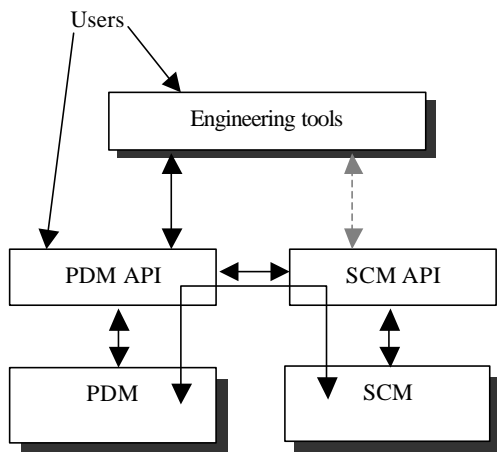 Users
Engineering tools
PDM API
SCM API
PDM
SCM